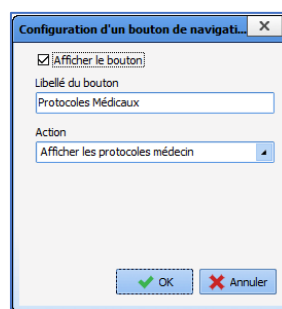 Configuration d'un bouton de navigati...
Afficher le bouton
Libellé du bouton
Protocoles Médicaux
Action
Afficher les protocoles médecin
OK
Annuler